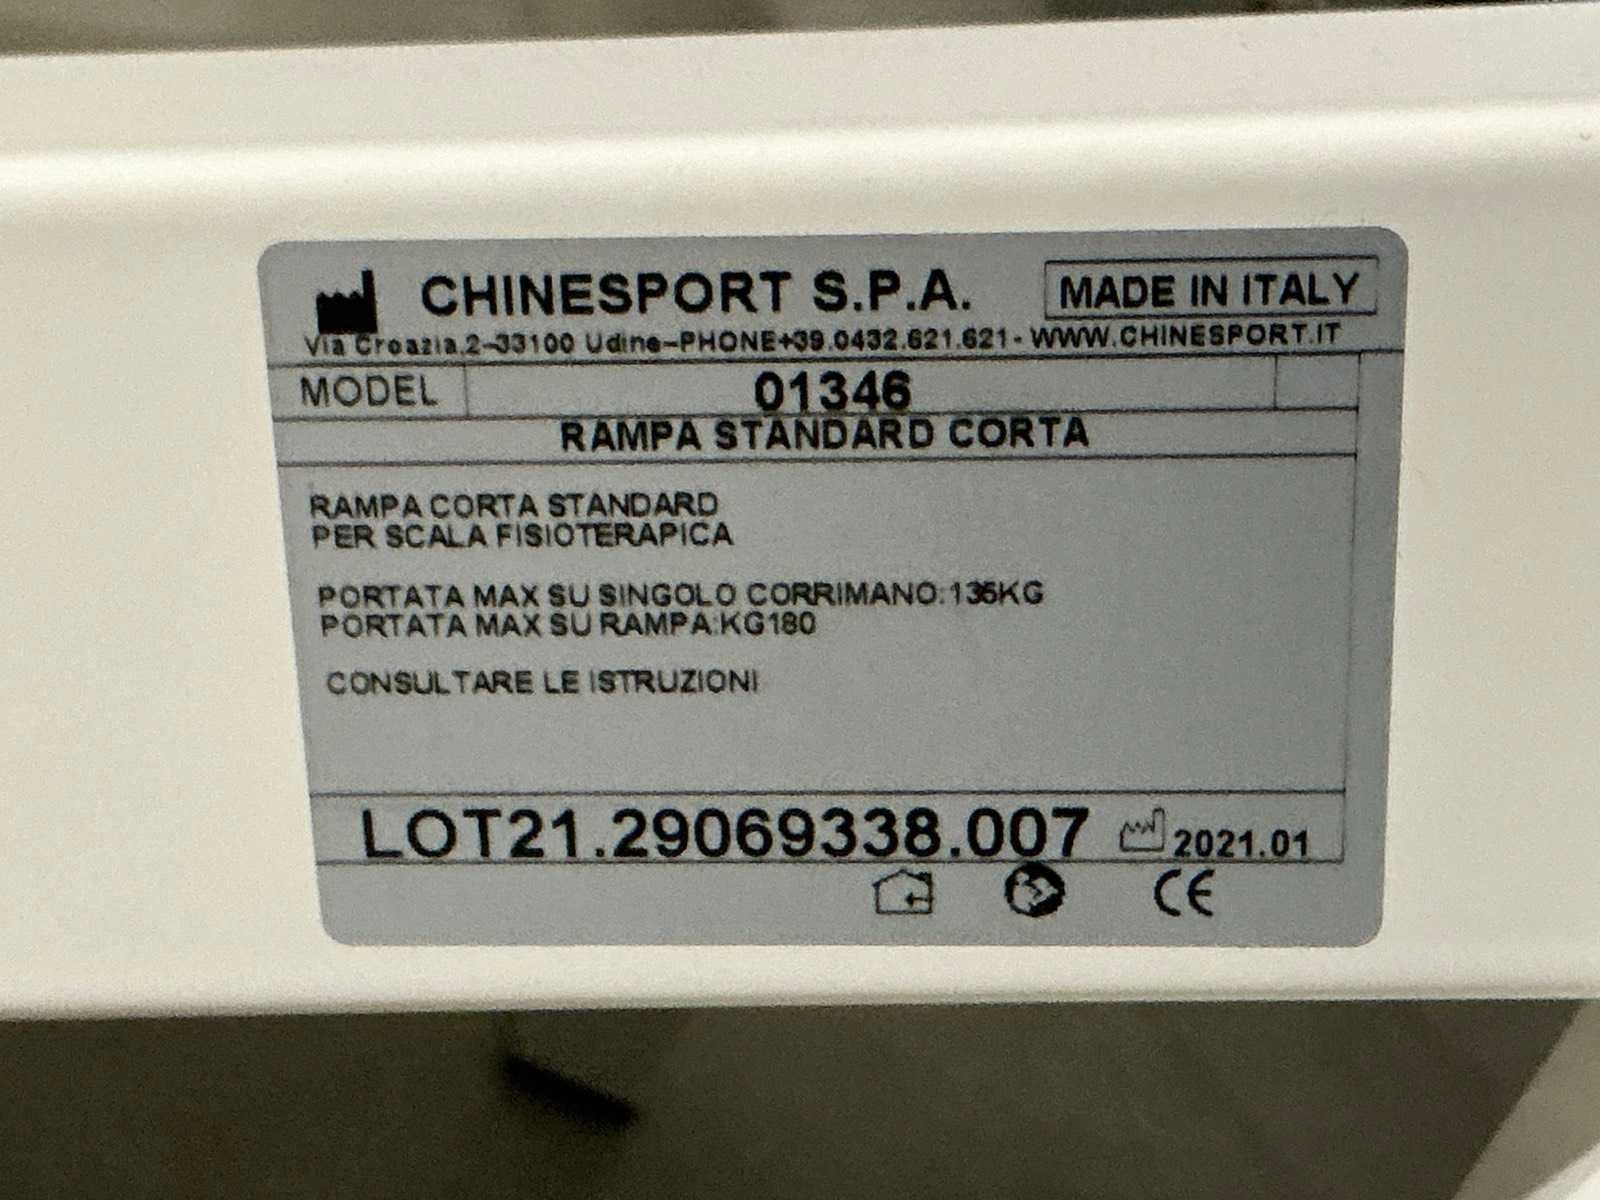 CHINESPORT S.P.A. MADE IN ITALY
Via Croazia,2-33100 Udine-PHONE+39.0432.621.621- WWW.CHINESPORT.IT
MODEL 01346
RAMPA STANDARD CORTA
RAMPA CORTA STANDARD
PER SCALA FISIOTERAPICA
PORTATA MAX SU SINGOLO CORRIMANO:135KG
PORTATA MAX SU RAMPA:KG180
CONSULTARE LE ISTRUZIONI
LOT21.29069338.007 2021.01
CE